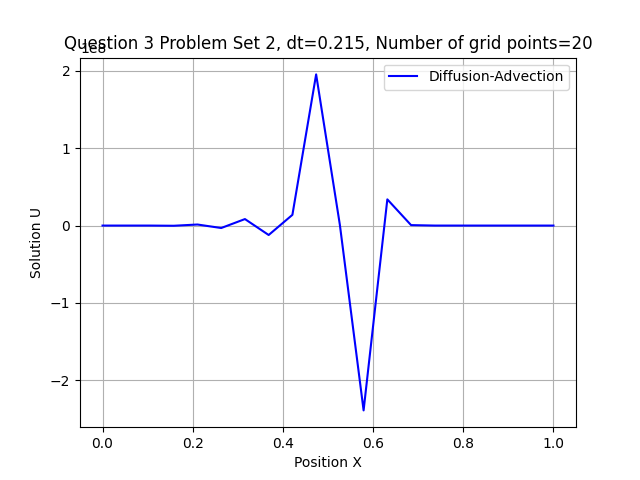 Question 3 Problem Set 2, dt=0.215, Number of grid points=20
1e8
Diffusion-Advection
2
1
0
−1
−2
Solution U
0.0 0.2 0.4 0.6 0.8 1.0
Position X